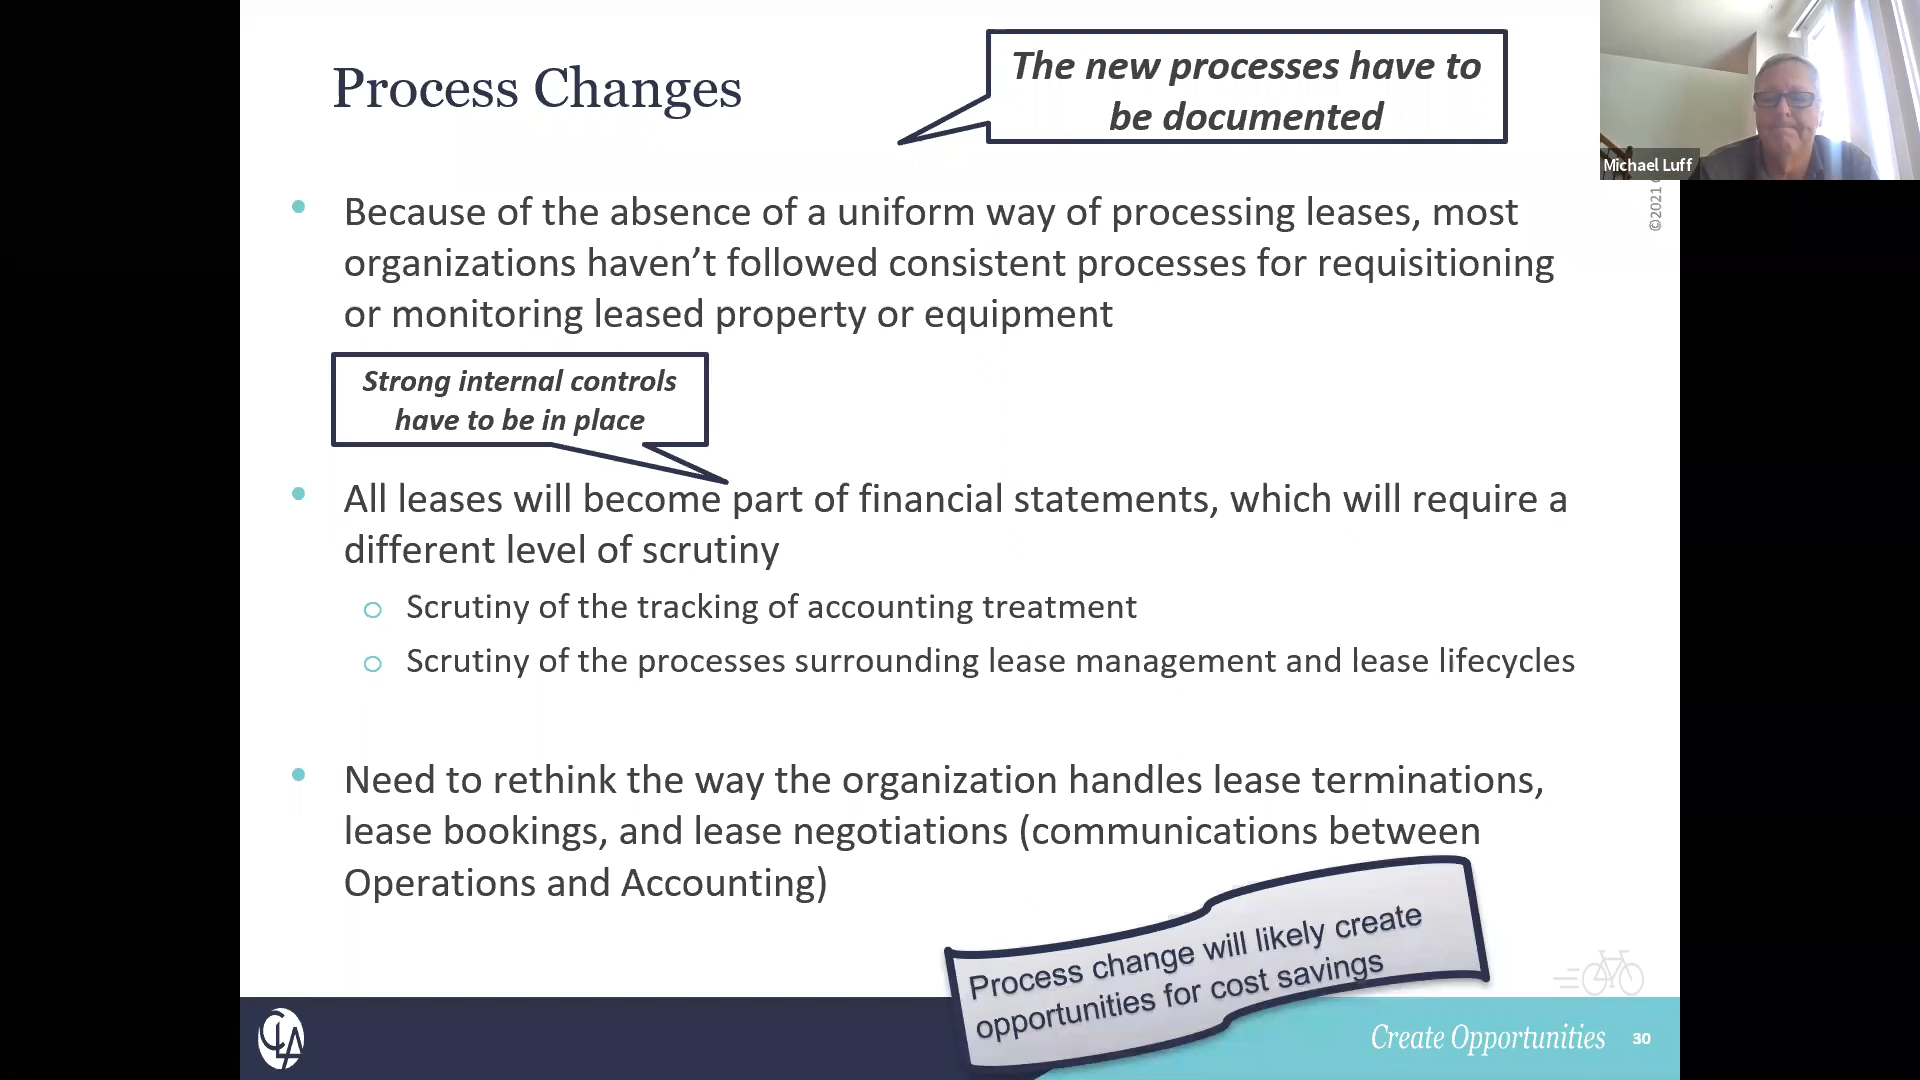 Process Changes
The new processes have to
be documented
Michael Luff
©2021
• Because of the absence of a uniform way of processing leases, most
organizations haven’t followed consistent processes for requisitioning
or monitoring leased property or equipment
Strong internal controls
have to be in place
• All leases will become part of financial statements, which will require a
different level of scrutiny
o Scrutiny of the tracking of accounting treatment
o Scrutiny of the processes surrounding lease management and lease lifecycles
• Need to rethink the way the organization handles lease terminations,
lease bookings, and lease negotiations (communications between
Operations and Accounting)
Process change will likely create
opportunities for cost savings
CLA
Create Opportunities
30